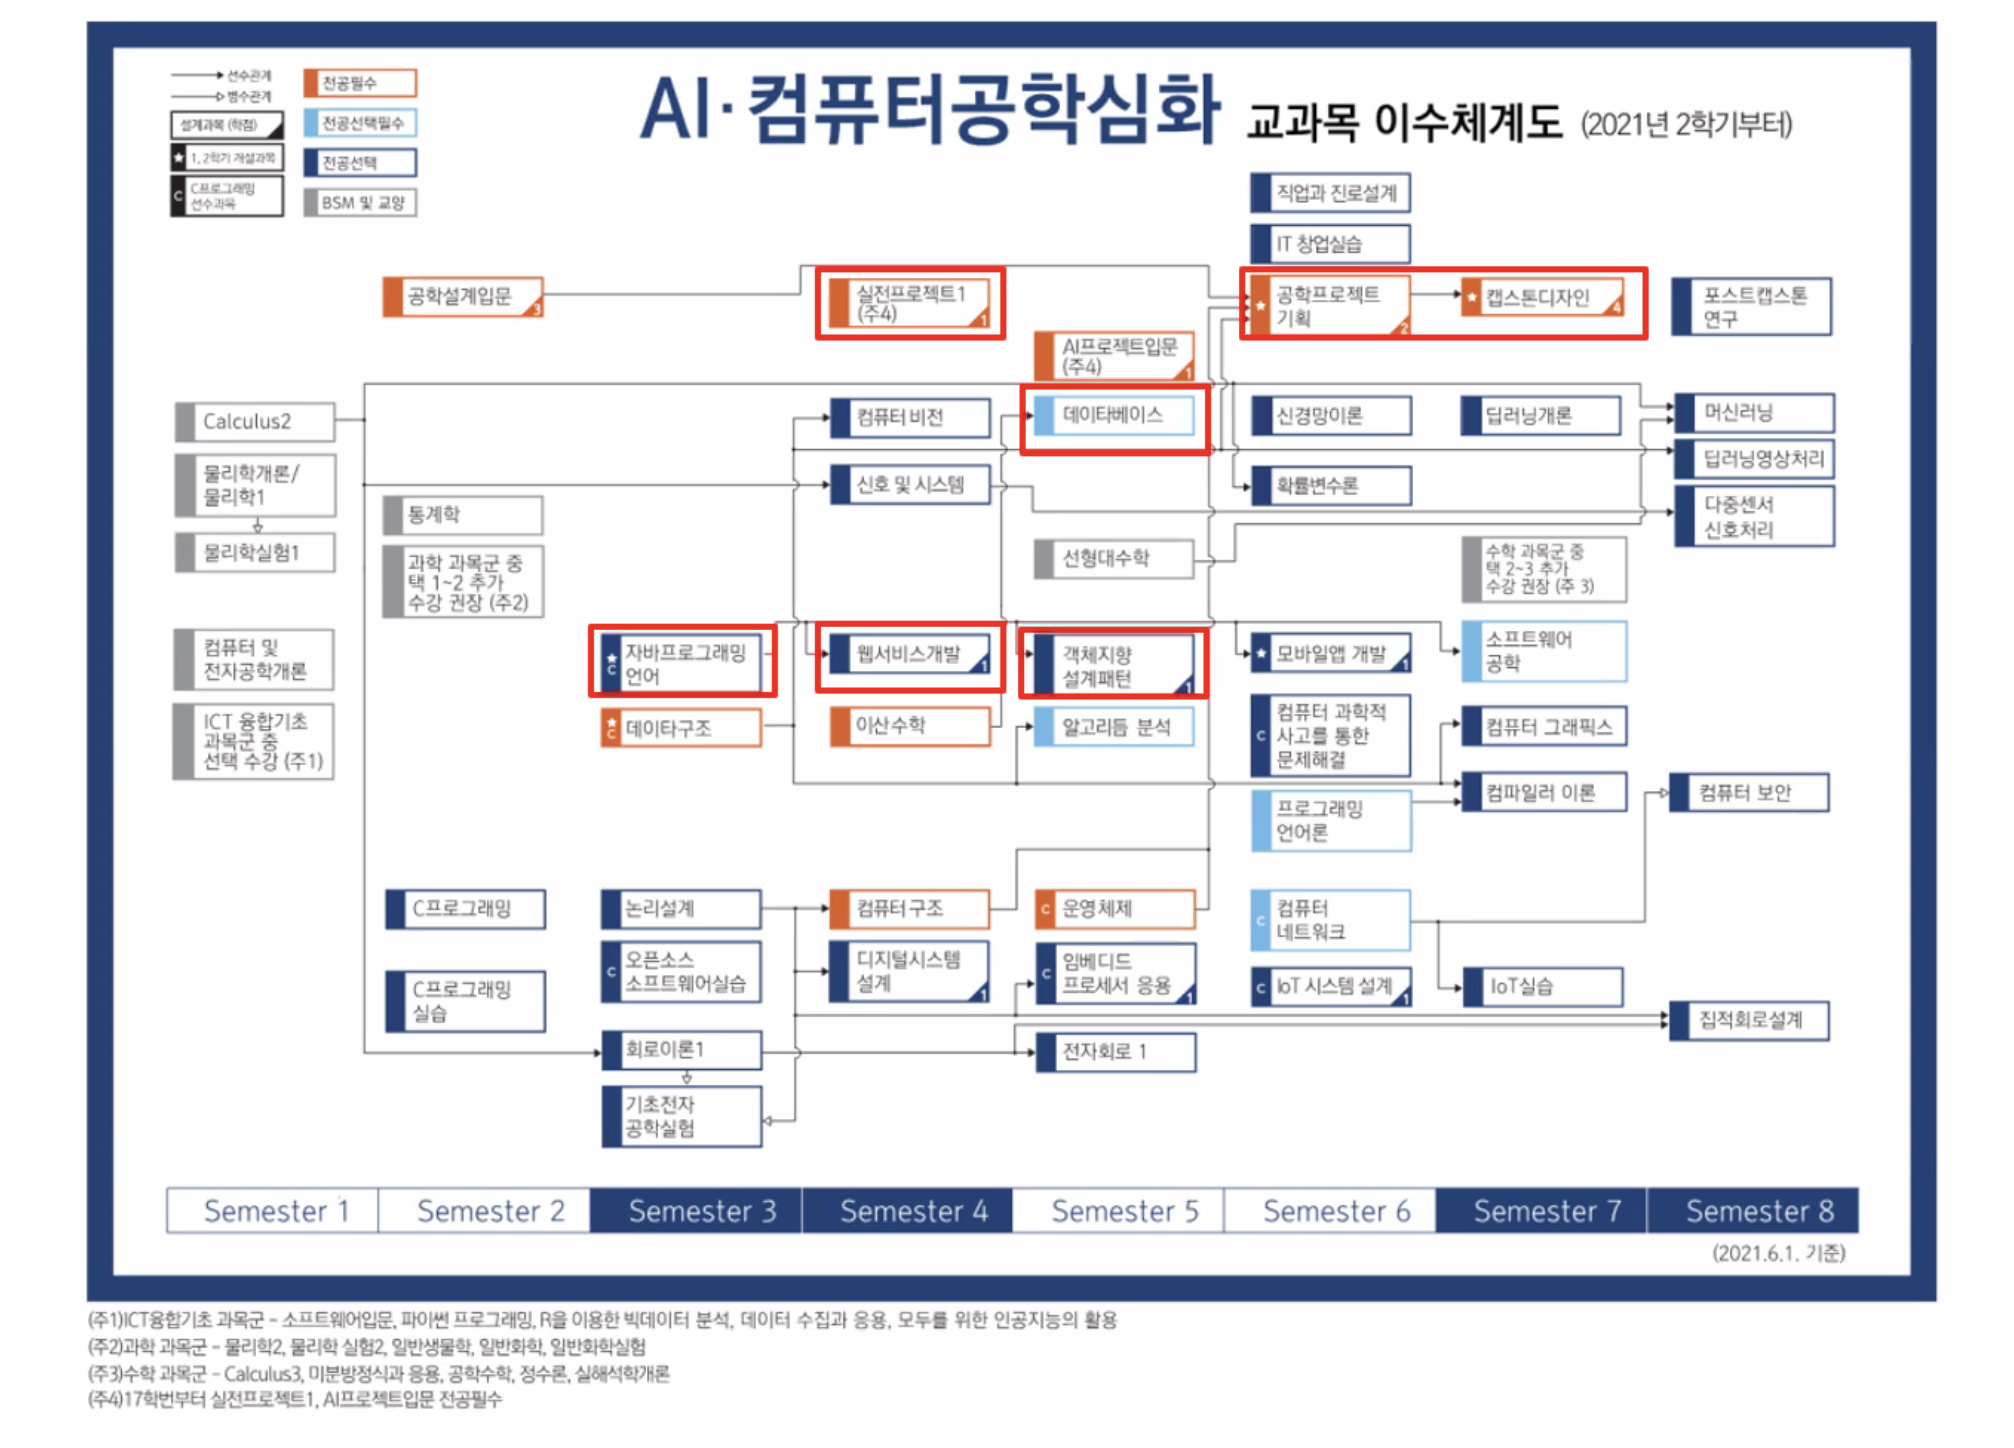 선수관계
병수관계
설계과목 (학점)
★ 1, 2학기 개설과목
C C프로그래밍
선수과목
전공필수
전공선택필수
전공선택
BSM 및 교양
AI·컴퓨터공학심화 교과목 이수체계도 (2021년 2학기부터)
직업과 진로설계
IT 창업실습
공학설계입문
3
실전프로젝트1
(주4)
1
★ 공학프로젝트
기획
2
★ 캡스톤디자인
4
포스트캡스톤
연구
AI프로젝트입문
(주4)
1
Calculus2
컴퓨터 비전
데이타베이스
신경망이론
딥러닝개론
머신러닝
물리학개론/
물리학1
신호 및 시스템
확률변수론
딥러닝영상처리
통계학
다중센서
신호처리
물리학실험1
과학 과목군 중
택 1~2 추가
수강 권장 (주2)
선형대수학
수학 과목군 중
택 2~3 추가
수강 권장 (주 3)
컴퓨터 및
전자공학개론
★ C 자바프로그래밍
언어
웹서비스개발
1
객체지향
설계패턴
1
★ 모바일앱 개발
1
소프트웨어
공학
ICT 융합기초
과목군 중
선택 수강 (주1)
★ C 데이타구조
이산수학
알고리듬 분석
C 컴퓨터 과학적
사고를 통한
문제해결
컴퓨터 그래픽스
프로그래밍
언어론
컴파일러 이론
컴퓨터 보안
C프로그래밍
논리설계
컴퓨터구조
C 운영체제
C 컴퓨터
네트워크
C프로그래밍
실습
C 오픈소스
소프트웨어실습
디지털시스템
설계
1
C 임베디드
프로세서 응용
1
C IoT 시스템 설계
1
IoT실습
집적회로설계
회로이론1
전자회로 1
기초전자
공학실험
Semester 1
Semester 2
Semester 3
Semester 4
Semester 5
Semester 6
Semester 7
Semester 8
(2021.6.1. 기준)
(주1)ICT융합기초 과목군 – 소프트웨어입문, 파이썬 프로그래밍, R을 이용한 빅데이터 분석, 데이터 수집과 응용, 모두를 위한 인공지능의 활용
(주2)과학 과목군 – 물리학2, 물리학 실험2, 일반생물학, 일반화학, 일반화학실험
(주3)수학 과목군 – Calculus3, 미분방정식과 응용, 공학수학, 정수론, 실해석학개론
(주4)17학번부터 실전프로젝트1, AI프로젝트입문 전공필수